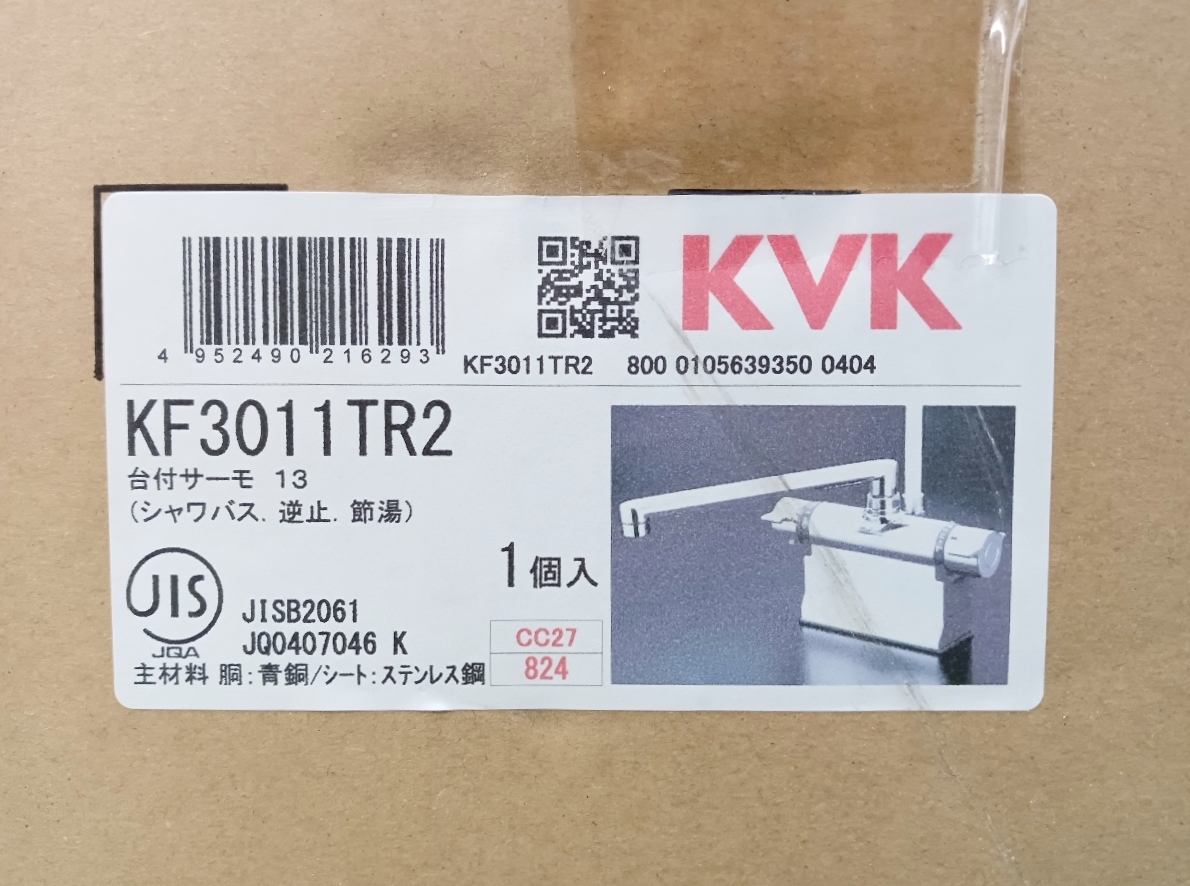 KVK
4 952490 216293
KF3011TR2 800 0105639350 0404
KF3011TR2
台付サーモ 13
(シャワバス. 逆止. 節湯)
1個入
JIS
JQA
JISB2061
JQ0407046 K
CC27
824
主材料 胴:青銅/シート:ステンレス鋼